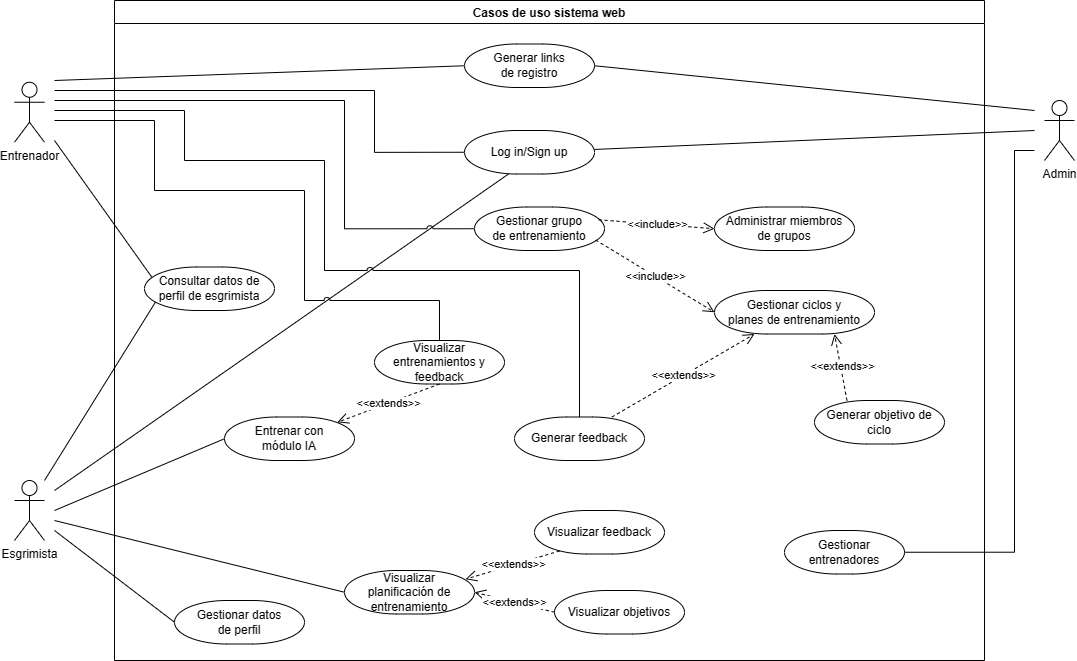 Casos de uso sistema web
Generar links
de registro
Entrenador
Admin
Log in/Sign up
Gestionar grupo
de entrenamiento
<<include>>
Administrar miembros
de grupos
<<include>>
Consultar datos de
perfil de esgrimista
Gestionar ciclos y
planes de entrenamiento
Visualizar
entrenamientos y
feedback
<<extends>>
<<extends>>
<<extends>>
Entrenar con
módulo IA
Generar feedback
Generar objetivo de
ciclo
Esgrimista
Visualizar feedback
Gestionar
entrenadores
<<extends>>
Visualizar
planificación de
entrenamiento
<<extends>>
Visualizar objetivos
Gestionar datos
de perfil